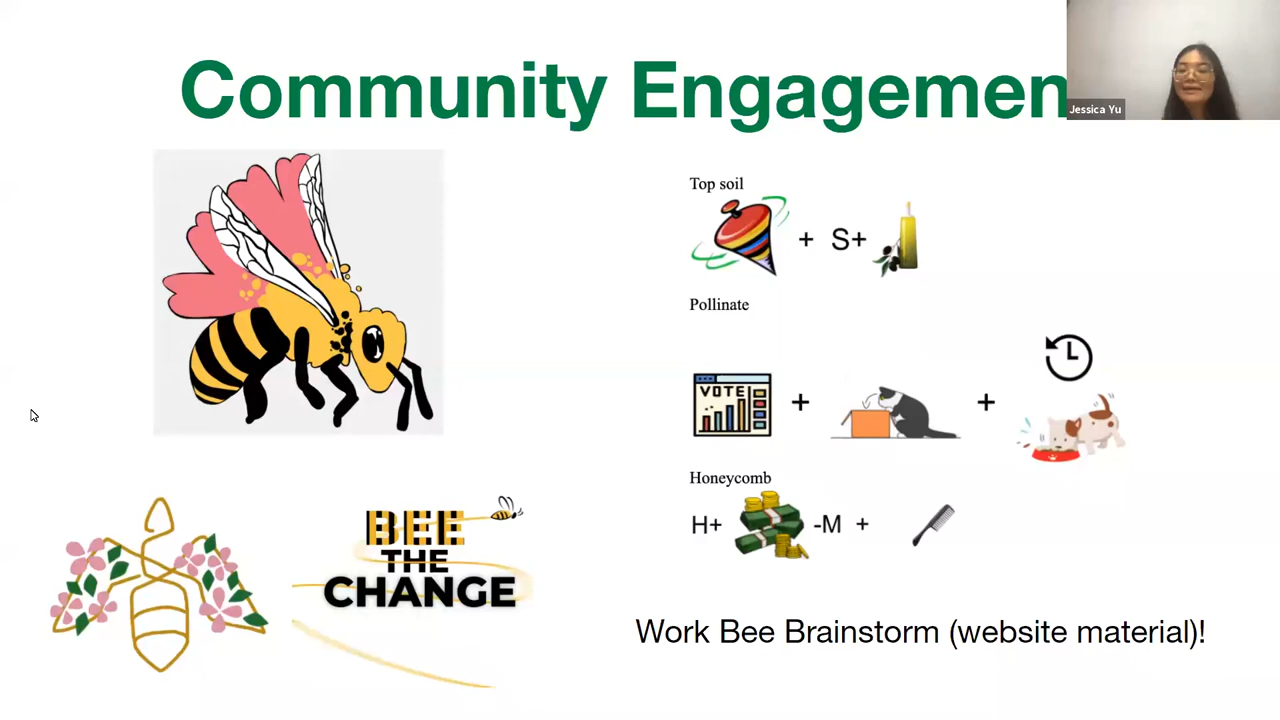 Community Engagemen
Jessica Yu
Top soil
+ S+
Pollinate
VOTE
+ +
Honeycomb
H+ -M +
BEE
THE
CHANGE
Work Bee Brainstorm (website material)!